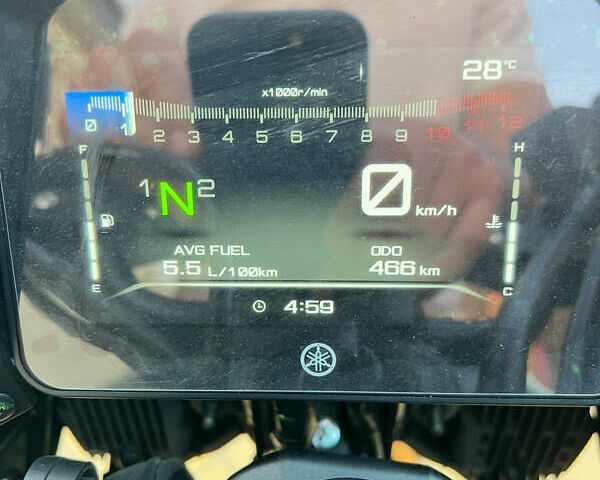 28°C
x1000r/min
0 1 2 3 4 5 6 7 8 9 10 11 12
F H
1 N 2 0 km/h
AVG FUEL ODO
5.5 L/100km 466 km
E C
4:59